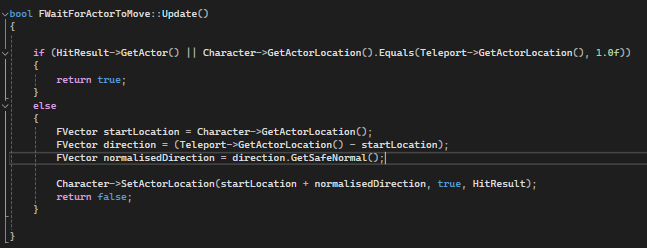 bool FWaitForActorToMove::Update()
{
if (HitResult->GetActor() || Character->GetActorLocation().Equals(Teleport->GetActorLocation(), 1.0f))
{
return true;
}
else
{
FVector startLocation = Character->GetActorLocation();
FVector direction = (Teleport->GetActorLocation() - startLocation);
FVector normalisedDirection = direction.GetSafeNormal();
Character->SetActorLocation(startLocation + normalisedDirection, true, HitResult);
return false;
}
}